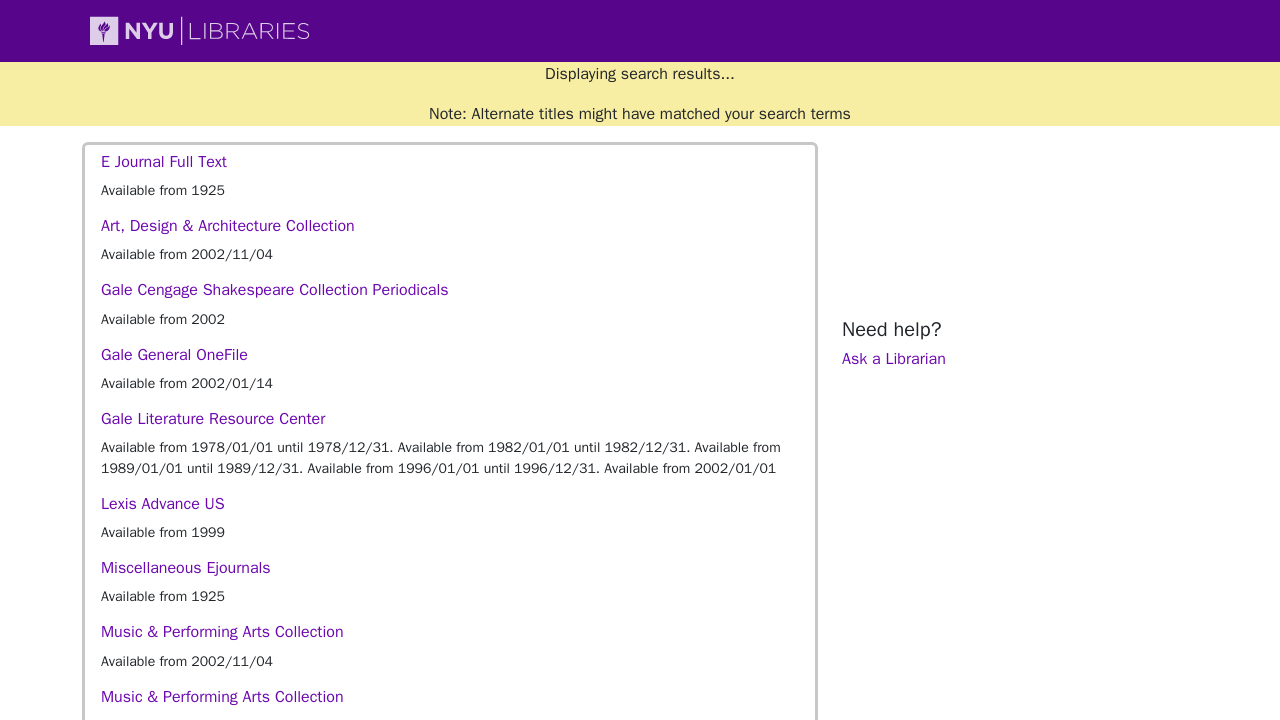 NYU LIBRARIES
Displaying search results...
Note: Alternate titles might have matched your search terms
E Journal Full Text
Available from 1925
Art, Design & Architecture Collection
Available from 2002/11/04
Gale Cengage Shakespeare Collection Periodicals
Available from 2002
Gale General OneFile
Available from 2002/01/14
Gale Literature Resource Center
Available from 1978/01/01 until 1978/12/31. Available from 1982/01/01 until 1982/12/31. Available from
1989/01/01 until 1989/12/31. Available from 1996/01/01 until 1996/12/31. Available from 2002/01/01
Lexis Advance US
Available from 1999
Miscellaneous Ejournals
Available from 1925
Music & Performing Arts Collection
Available from 2002/11/04
Music & Performing Arts Collection
Need help?
Ask a Librarian